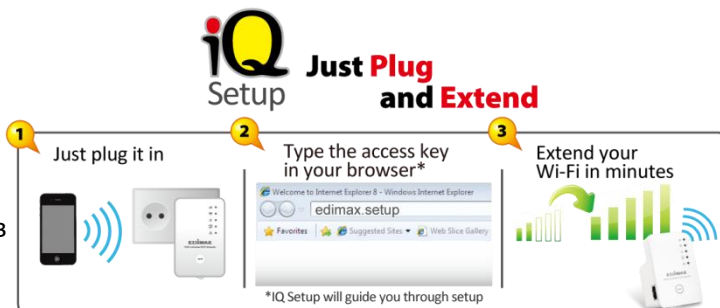 iQ
Setup
Just Plug
and Extend
1
Just plug it in
EDIMAX
2
Type the access key
in your browser*
Welcome to Internet Explorer 8 - Windows Internet Explorer
edimax.setup
Favorites
Suggested Sites
Web Slice Gallery
*IQ Setup will guide you through setup
3
Extend your
Wi-Fi in minutes